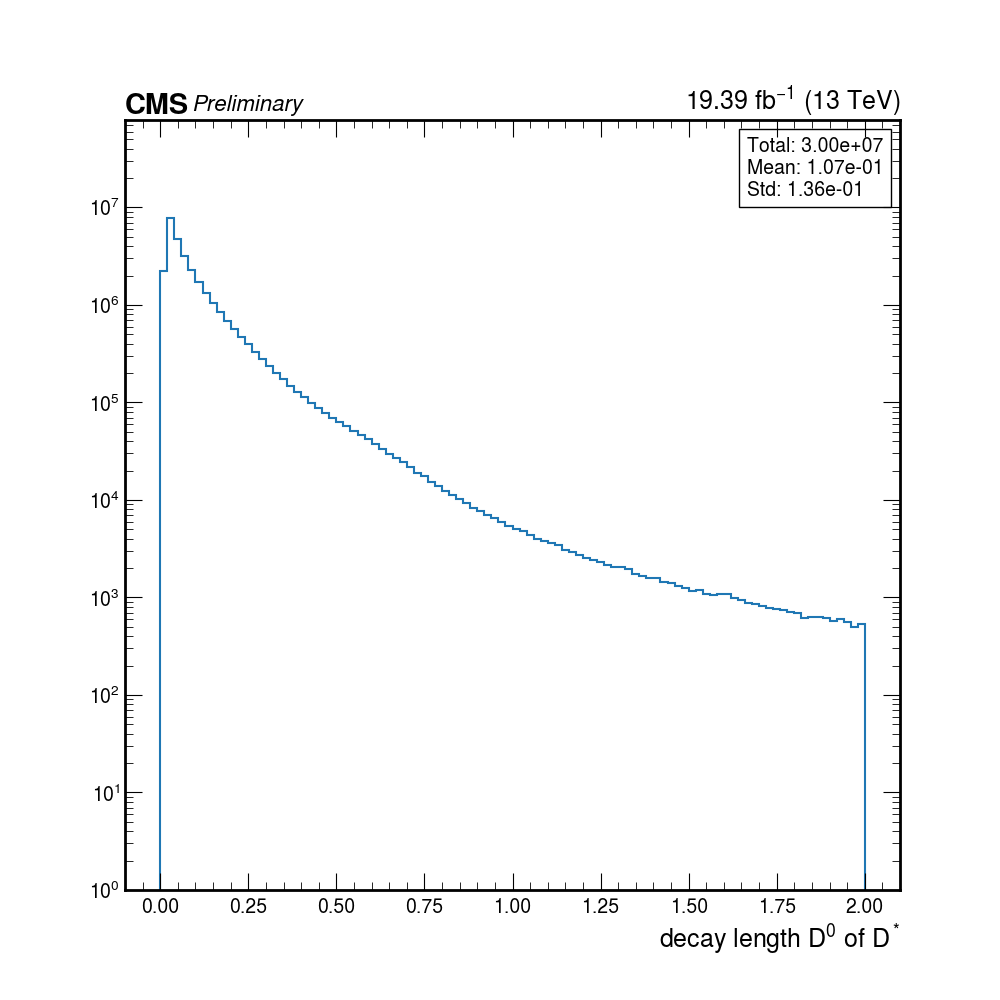 CMS Preliminary 19.39 fb⁻¹ (13 TeV)
Total: 3.00e+07
Mean: 1.07e-01
Std: 1.36e-01
10⁷
10⁶
10⁵
10⁴
10³
10²
10¹
10⁰
0.00 0.25 0.50 0.75 1.00 1.25 1.50 1.75 2.00
decay length D⁰ of D*